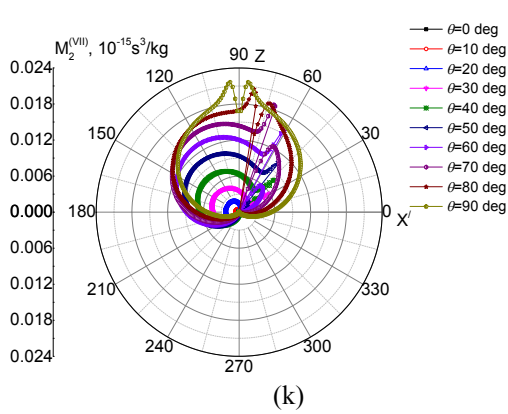 M₂⁽ⱽᴵᴵ⁾, 10⁻¹⁵s³/kg
90 Z
120
60
150
30
180
0
X/
210
330
240
300
270
0.024
0.018
0.012
0.006
0.000
0.006
0.012
0.018
0.024
θ=0 deg
θ=10 deg
θ=20 deg
θ=30 deg
θ=40 deg
θ=50 deg
θ=60 deg
θ=70 deg
θ=80 deg
θ=90 deg
(k)